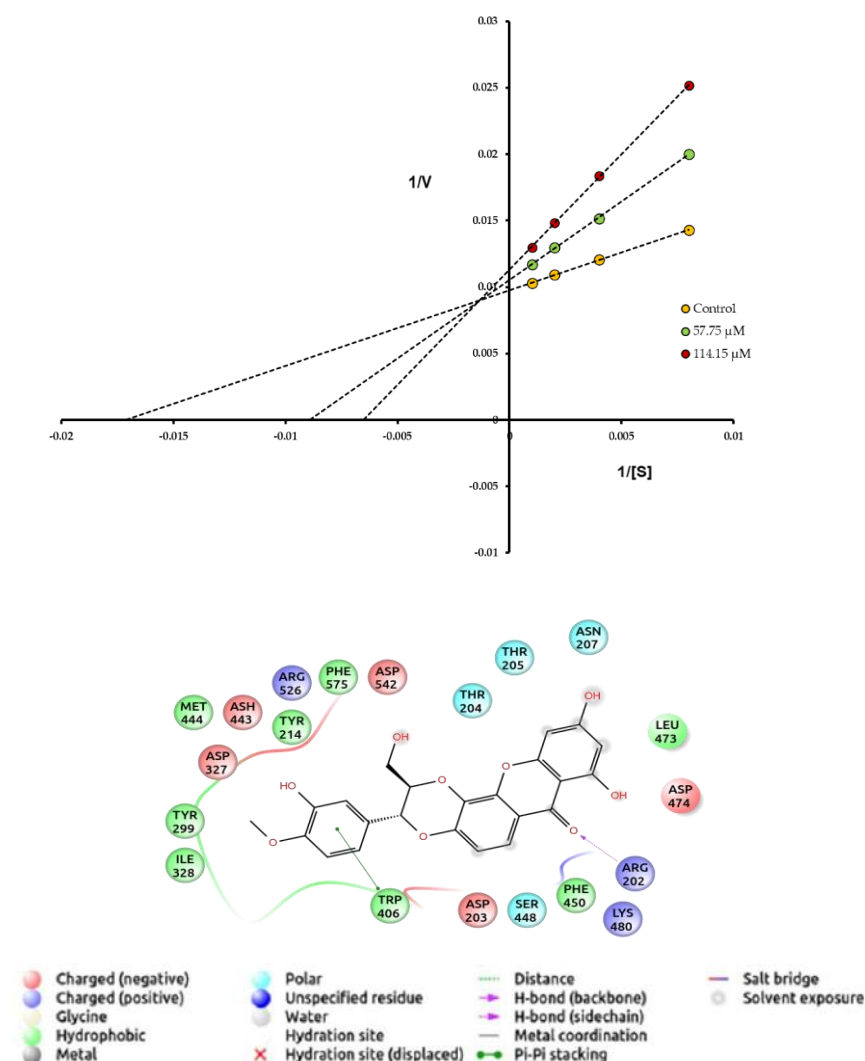 0.03
0.025
0.02
1/V
0.015
0.01
Control
57.75 µM
114.15 µM
0.005
0
-0.02
-0.015
-0.01
-0.005
0
0.005
0.01
1/[S]
-0.005
-0.01
ASN
207
THR
205
THR
204
ARG
526
PHE
575
ASP
542
MET
444
ASH
443
TYR
214
ASP
327
OH
LEU
473
OH
HO
O
O
O
OH
ASP
474
TYR
299
ILE
328
O
O
O
ARG
202
TRP
406
ASP
203
SER
448
PHE
450
LYS
480
Charged (negative)
Charged (positive)
Glycine
Hydrophobic
Metal
Polar
Unspecified residue
Water
Hydration site
Hydration site (displaced)
Distance
H-bond (backbone)
H-bond (sidechain)
Metal coordination
Pi-Pi stacking
Salt bridge
Solvent exposure